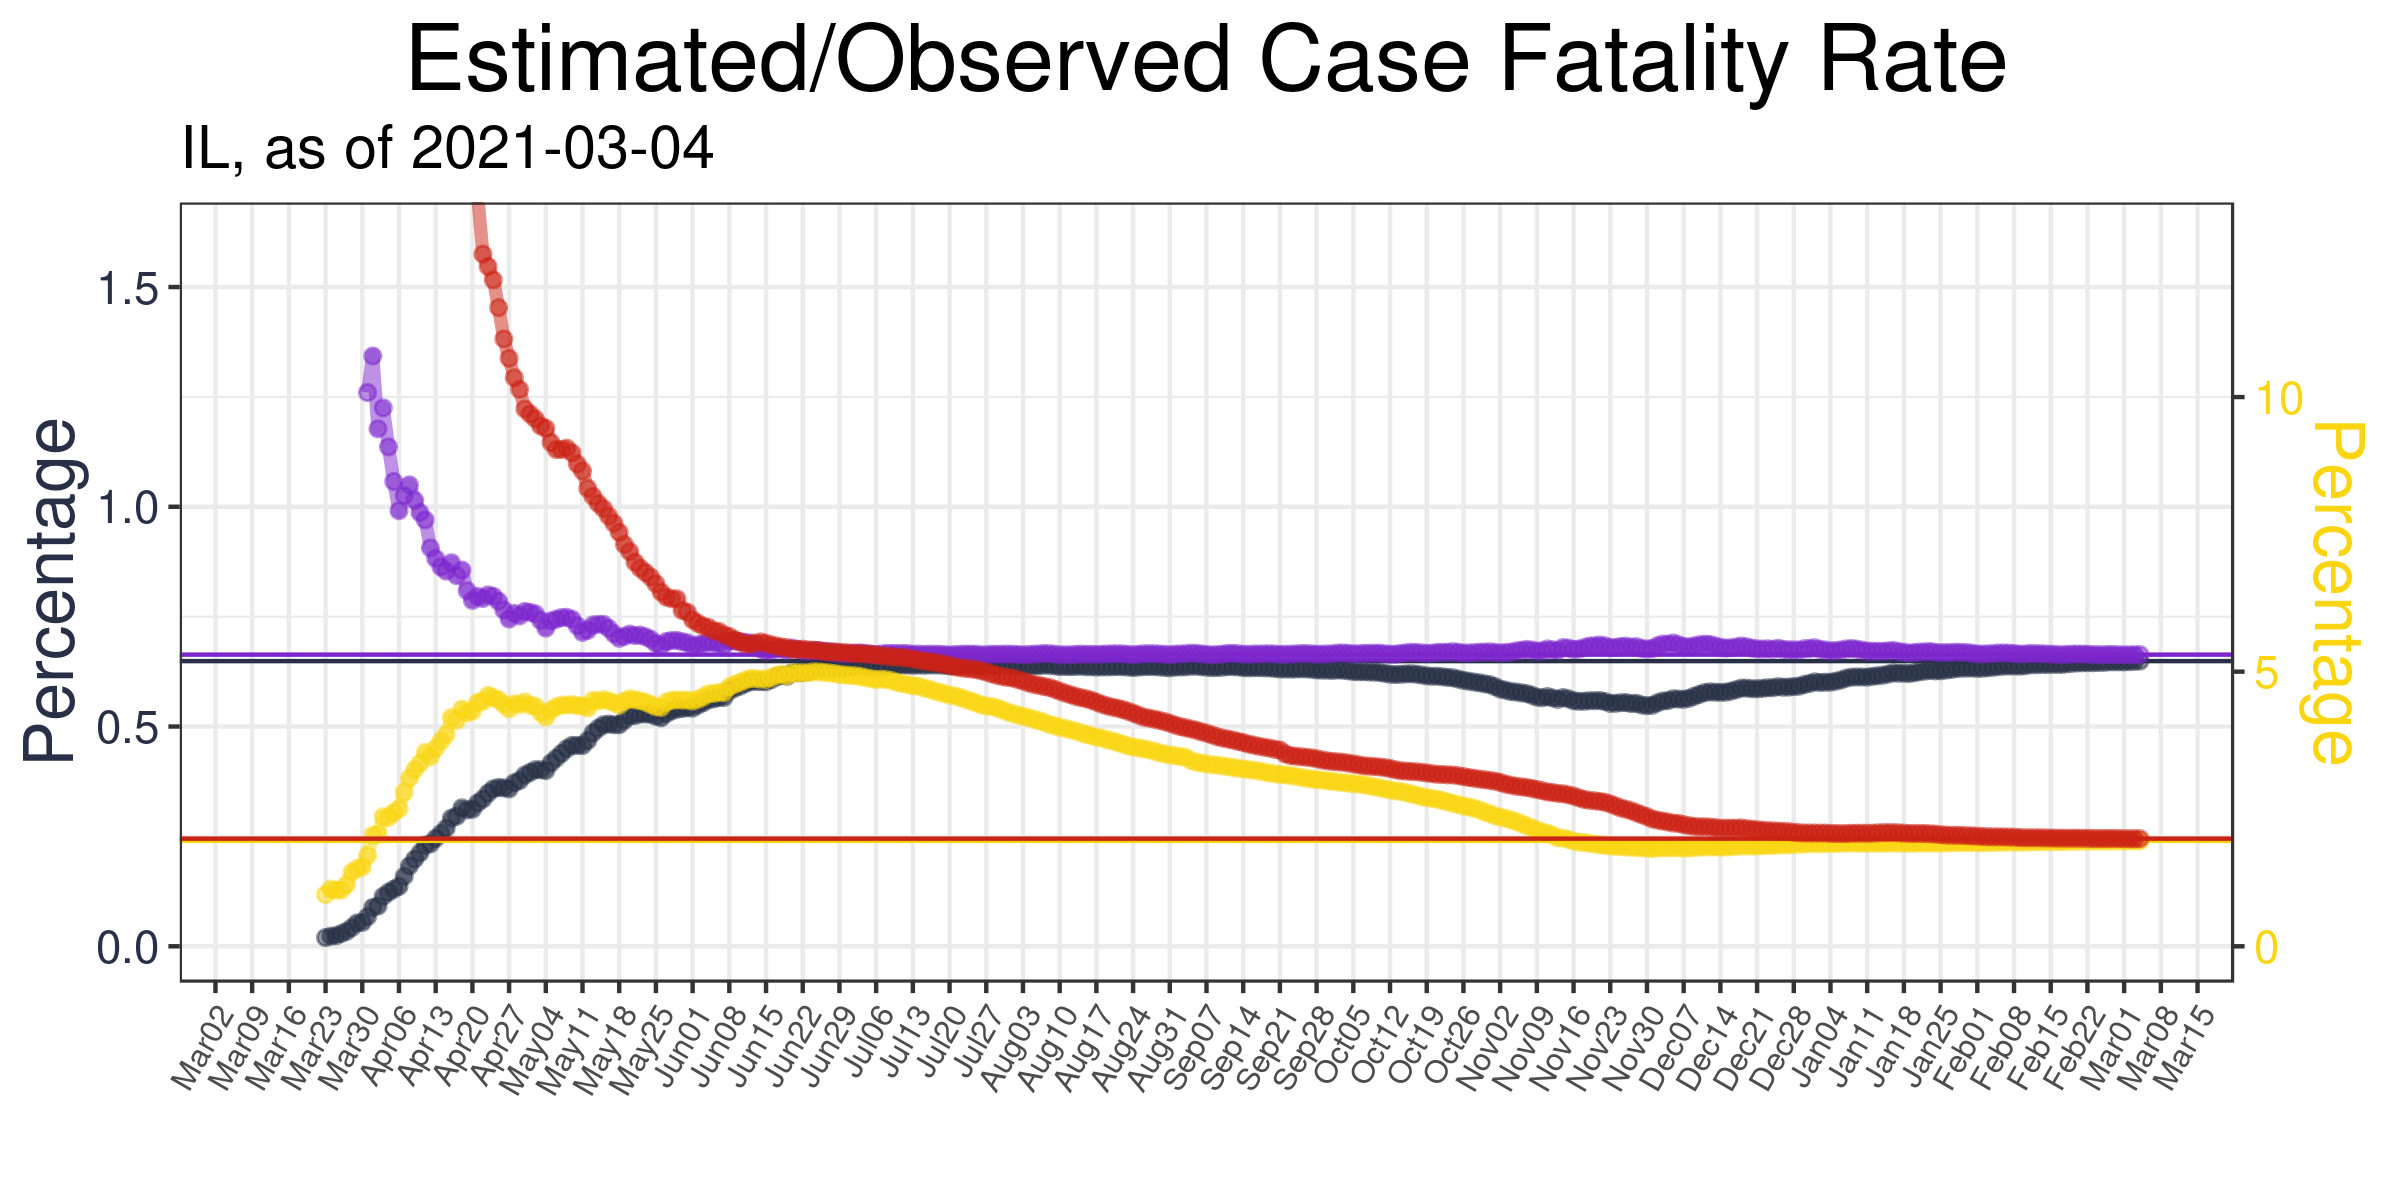 Estimated/Observed Case Fatality Rate
IL, as of 2021-03-04
Percentage
1.5
1.0
0.5
0.0
10
5
0
Percentage
Mar02
Mar09
Mar16
Mar23
Mar30
Apr06
Apr13
Apr20
Apr27
May04
May11
May18
May25
Jun01
Jun08
Jun15
Jun22
Jun29
Jul06
Jul13
Jul20
Jul27
Aug03
Aug10
Aug17
Aug24
Aug31
Sep07
Sep14
Sep21
Sep28
Oct05
Oct12
Oct19
Oct26
Nov02
Nov09
Nov16
Nov23
Nov30
Dec07
Dec14
Dec21
Dec28
Jan04
Jan11
Jan18
Jan25
Feb01
Feb08
Feb15
Feb22
Mar01
Mar08
Mar15